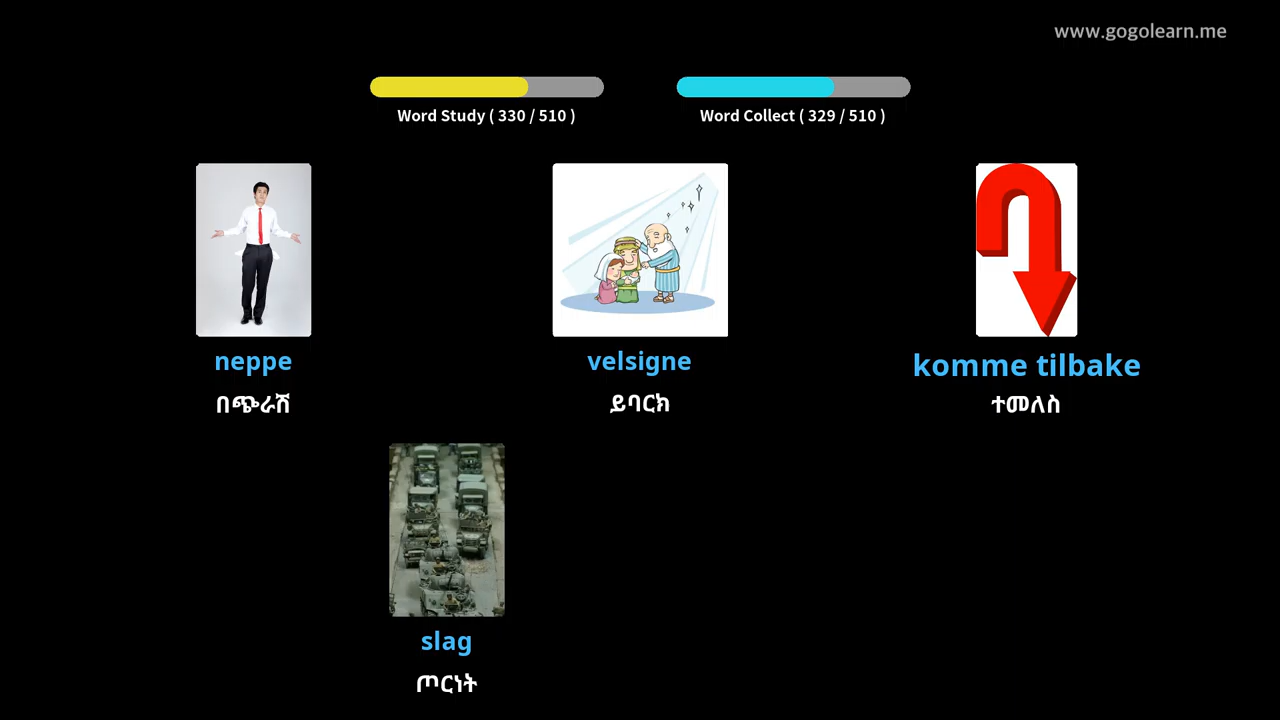 www.gogolearn.me
Word Study ( 330 / 510 )
Word Collect ( 329 / 510 )
neppe
በጭራሽ
velsigne
ይባርክ
komme tilbake
ተመለስ
slag
ጦርነት